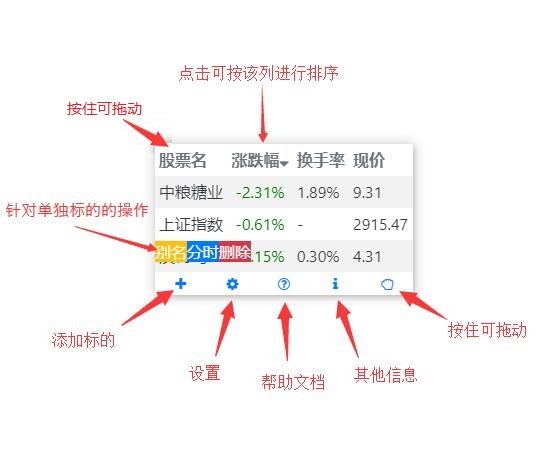 点击可按该列进行排序
按住可拖动
股票名 涨跌幅 换手率 现价
中粮糖业 -2.31% 1.89% 9.31
针对单独标的的操作
上证指数 -0.61% - 2915.47
别名 分时 删除 .15% 0.30% 4.31
添加标的
设置
帮助文档
其他信息
按住可拖动